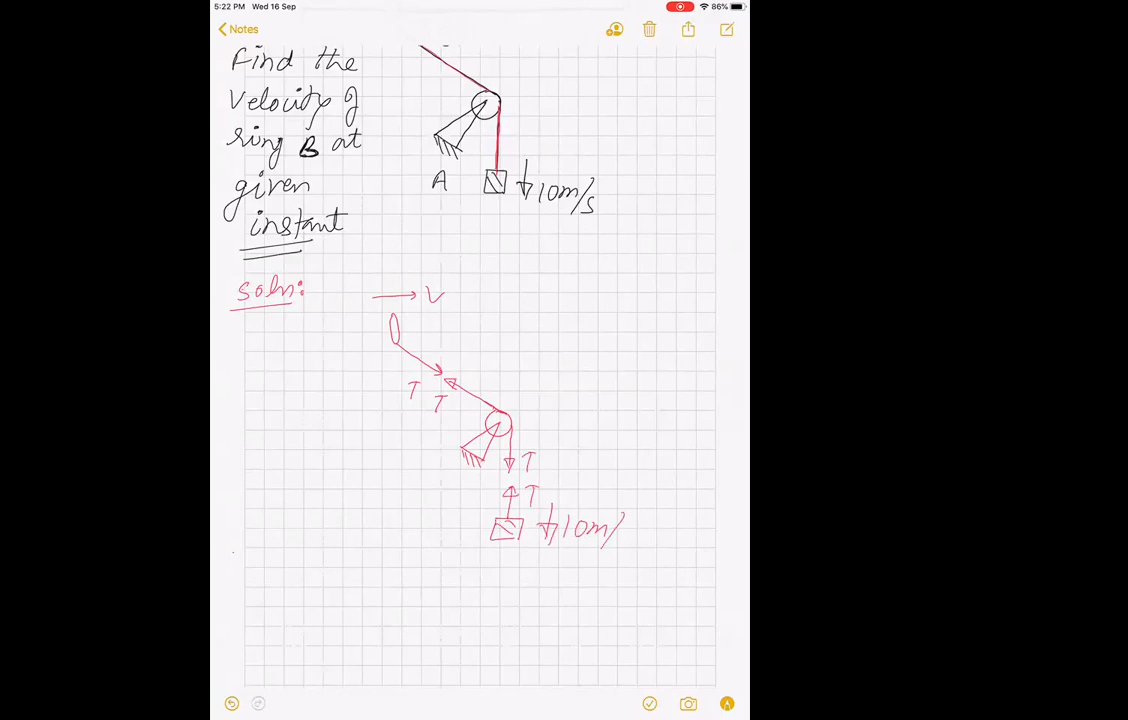 5:22 PM Wed 16 Sep
86%
Notes
Find the
Velocity of
ring B at
given
instant
A
10m/s
soln:
V
T
T
T
T
10m/